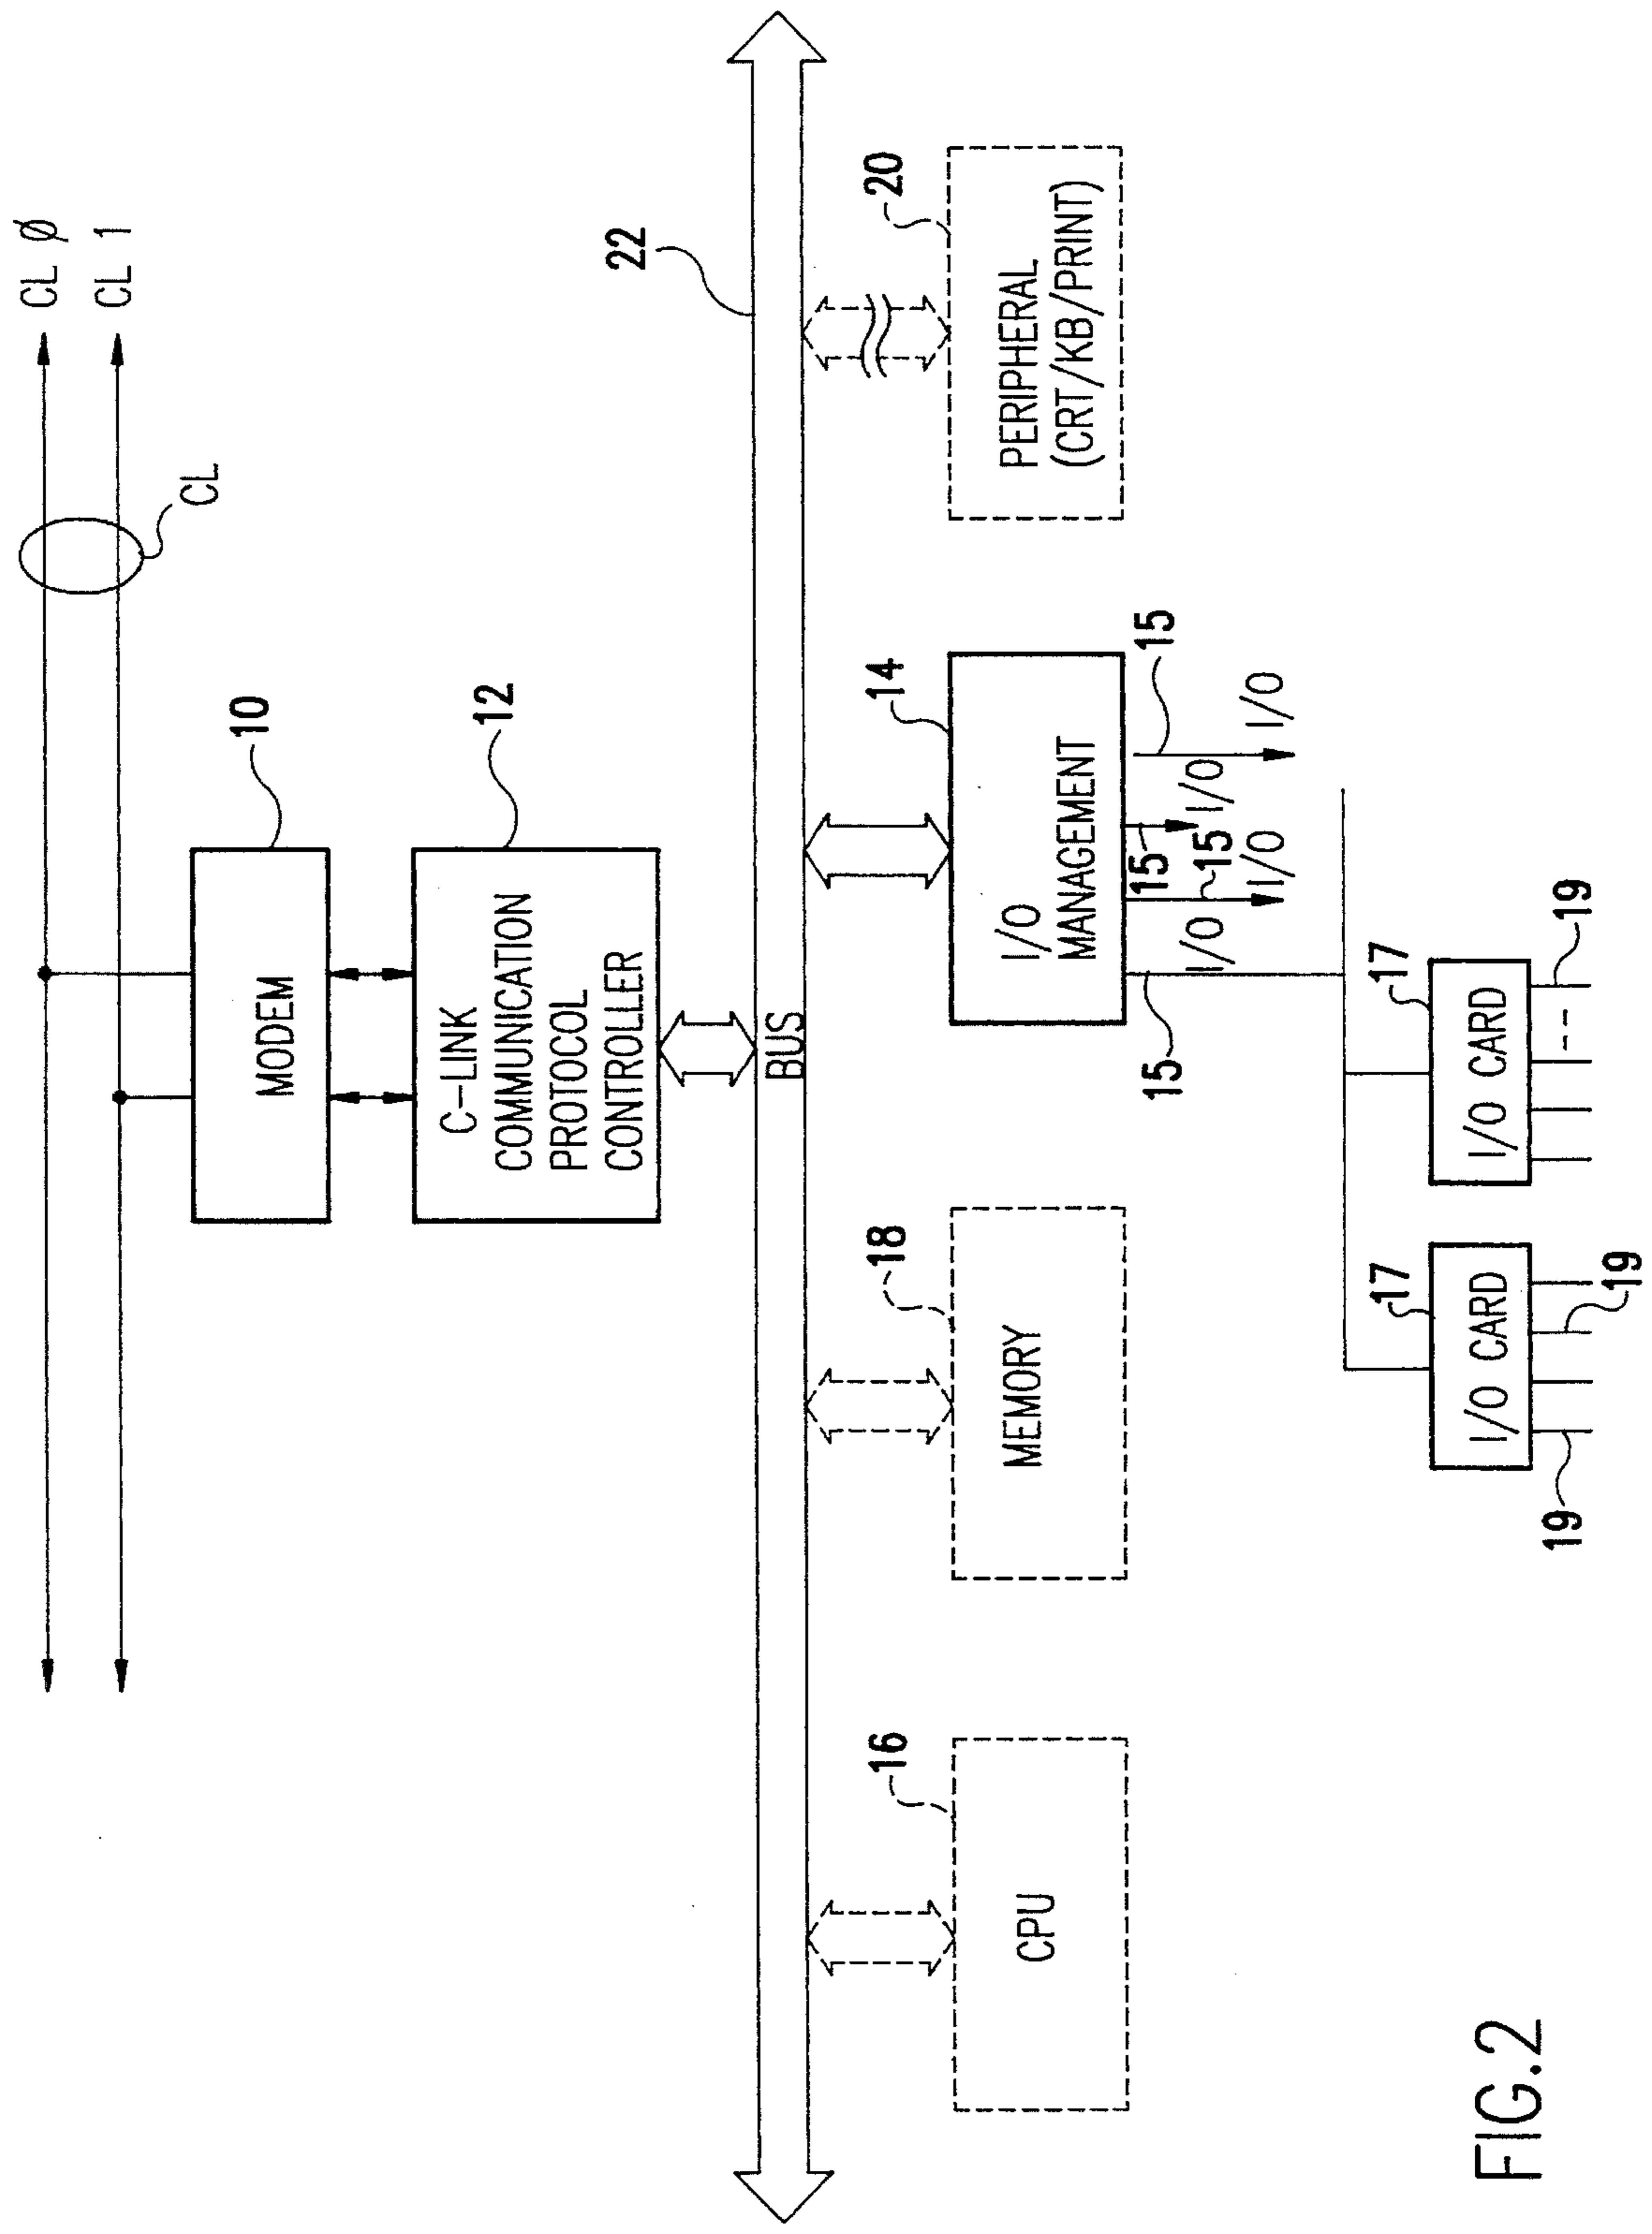 CL Ø
CL 1
CL
10
MODEM
12
C-LINK
COMMUNICATION
PROTOCOL
CONTROLLER
22
BUS
16
CPU
18
MEMORY
14
I/O
MANAGEMENT
20
PERIPHERAL
(CRT/KB/PRINT)
15
I/O
15
I/O
15
I/O
15
I/O
17
I/O CARD
19
19
17
I/O CARD
19
FIG.2